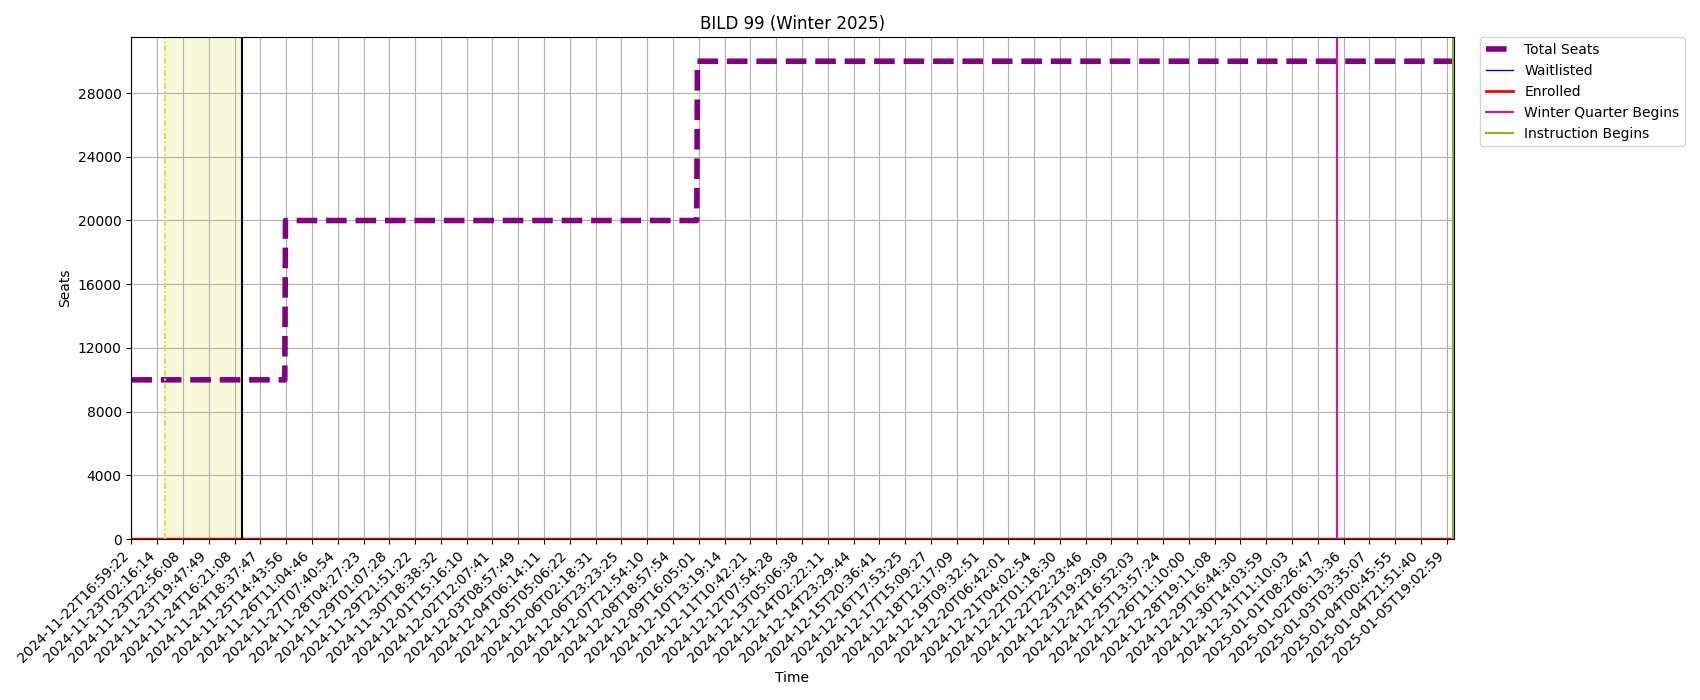 BILD 99 (Winter 2025)
Total Seats
Waitlisted
Enrolled
Winter Quarter Begins
Instruction Begins
Seats
28000
24000
20000
16000
12000
8000
4000
0
2024-11-22T16:59:22
2024-11-23T02:16:14
2024-11-23T22:56:08
2024-11-23T19:47:49
2024-11-24T16:21:08
2024-11-24T18:37:47
2024-11-25T14:43:56
2024-11-26T11:04:46
2024-11-27T07:40:54
2024-11-28T04:27:23
2024-11-29T01:07:28
2024-11-29T21:51:22
2024-11-30T18:38:32
2024-12-01T15:16:10
2024-12-02T12:07:41
2024-12-03T08:57:49
2024-12-04T06:14:11
2024-12-05T05:06:22
2024-12-06T02:18:31
2024-12-06T23:23:25
2024-12-07T21:54:10
2024-12-08T18:57:54
2024-12-09T16:05:01
2024-12-10T13:19:14
2024-12-11T10:42:21
2024-12-12T07:54:28
2024-12-13T05:06:38
2024-12-14T02:22:11
2024-12-14T23:29:44
2024-12-15T20:36:41
2024-12-16T17:53:25
2024-12-17T15:09:27
2024-12-18T12:17:09
2024-12-19T09:32:51
2024-12-20T06:42:01
2024-12-21T04:02:54
2024-12-22T01:18:30
2024-12-22T22:23:46
2024-12-23T19:29:09
2024-12-24T16:52:03
2024-12-25T13:57:24
2024-12-26T11:10:00
2024-12-28T19:11:08
2024-12-29T16:44:30
2024-12-30T14:03:59
2024-12-31T11:10:03
2025-01-01T08:26:47
2025-01-02T06:13:36
2025-01-03T03:35:07
2025-01-04T00:45:55
2025-01-04T21:51:40
2025-01-05T19:02:59
Time